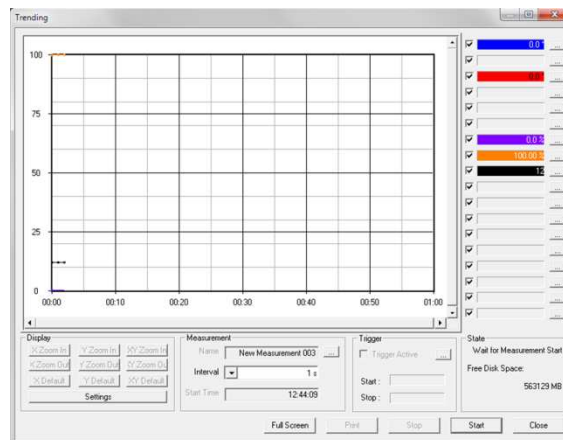 Trending
100
75
50
25
0
00:00 00:10 00:20 00:30 00:40 00:50 01:00
0.0
0.0
0.0 %
100.00 %
12
Display
X Zoom In Y Zoom In XY Zoom In
X Zoom Out Y Zoom Out
X Default Y Default XY Default
Settings
Measurement
Name New Measurement 003 ...
Interval 1 s
Start Time 12:44:09
Trigger
Trigger Active ...
Start :
Stop :
State
Wait for Measurement Start
Free Disk Space:
563129 MB
Full Screen Print Stop Start Close